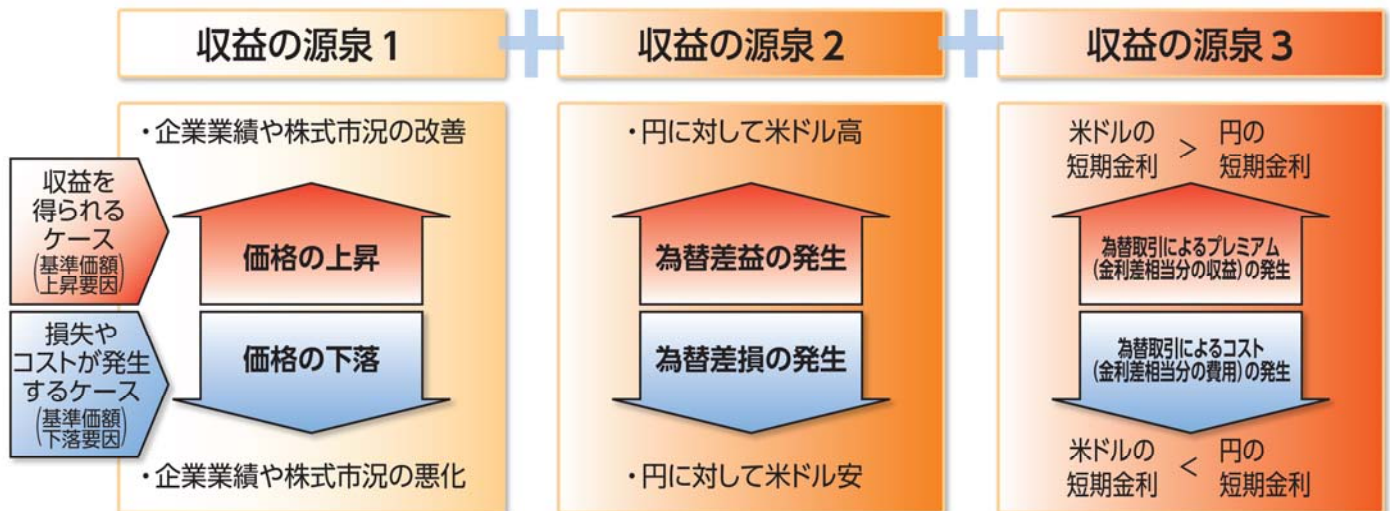 収益の源泉1
+
収益の源泉2
+
収益の源泉3
収益を
得られる
ケース
(基準価額
上昇要因)
損失や
コストが発生
するケース
(基準価額
下落要因)
・企業業績や株式市況の改善
価格の上昇
価格の下落
・企業業績や株式市況の悪化
・円に対して米ドル高
為替差益の発生
為替差損の発生
・円に対して米ドル安
米ドルの
短期金利
>
円の
短期金利
為替取引によるプレミアム
(金利差相当分の収益)の発生
為替取引によるコスト
(金利差相当分の費用)の発生
米ドルの
短期金利
<
円の
短期金利